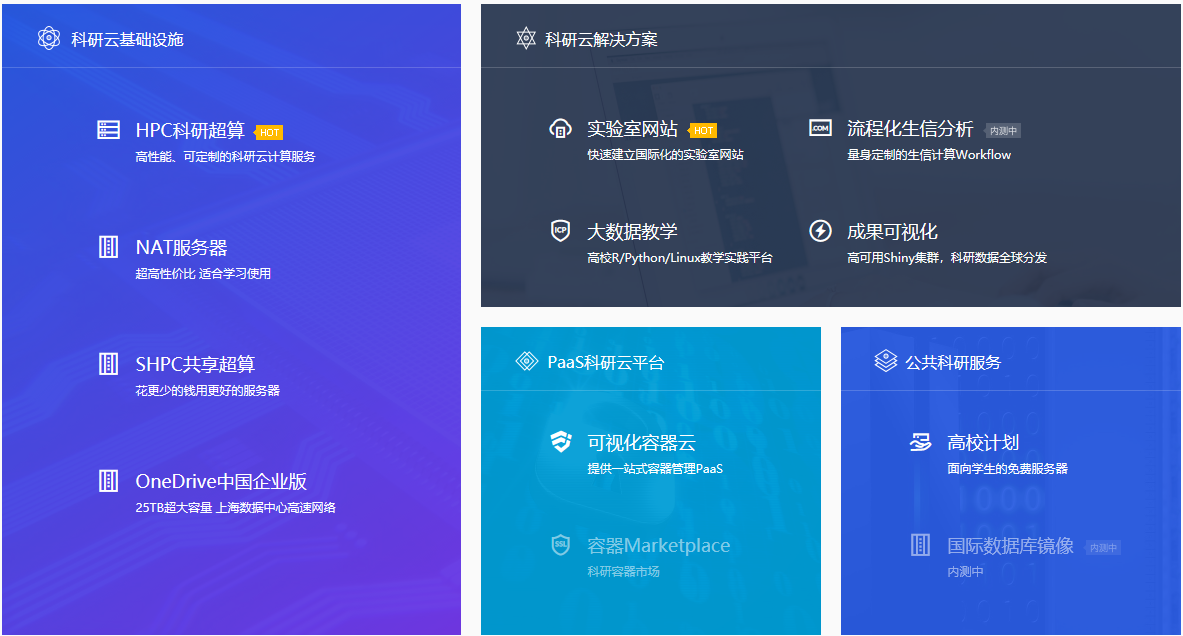 科研云基础设施
HPC科研超算 HOT
高性能、可定制的科研云计算服务
NAT服务器
超高性价比 适合学习使用
SHPC共享超算
花更少的钱用更好的服务器
OneDrive中国企业版
25TB超大容量 上海数据中心高速网络
科研云解决方案
实验室网站 HOT
快速建立国际化的实验室网站
.COM
流程化生信分析 内测中
量身定制的生信计算Workflow
ICP
大数据教学
高校R/Python/Linux教学实践平台
成果可视化
高可用Shiny集群，科研数据全球分发
PaaS科研云平台
可视化容器云
提供一站式容器管理PaaS
SSL
容器Marketplace
科研容器市场
公共科研服务
高校计划
面向学生的免费服务器
国际数据库镜像 内测中
内测中